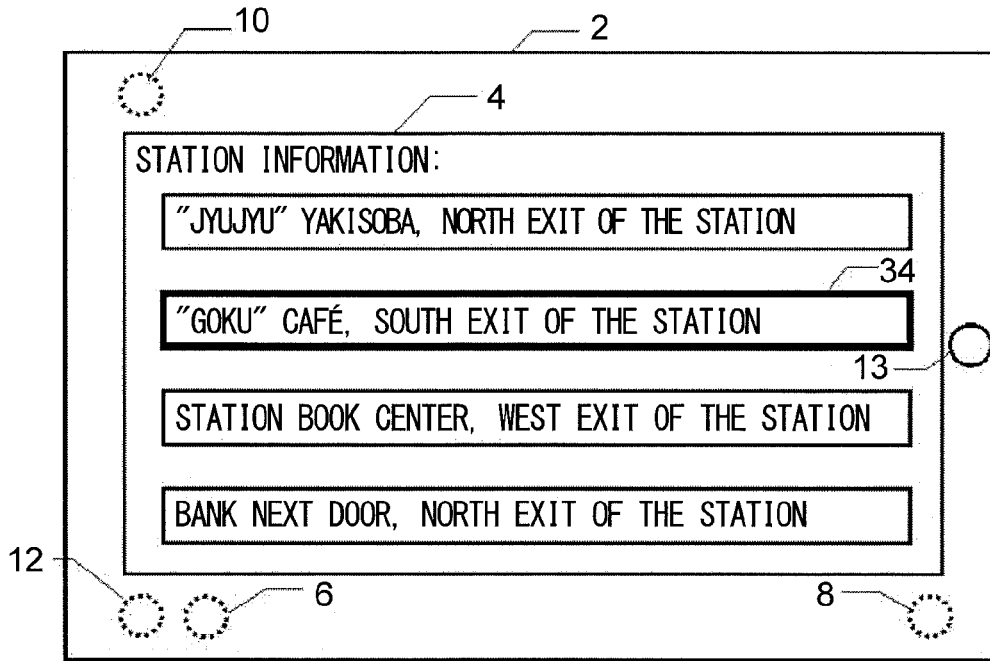 10
2
4
STATION INFORMATION:
"JYUJYU" YAKISOBA, NORTH EXIT OF THE STATION
34
"GOKU" CAFÉ, SOUTH EXIT OF THE STATION
13
STATION BOOK CENTER, WEST EXIT OF THE STATION
BANK NEXT DOOR, NORTH EXIT OF THE STATION
12
6
8